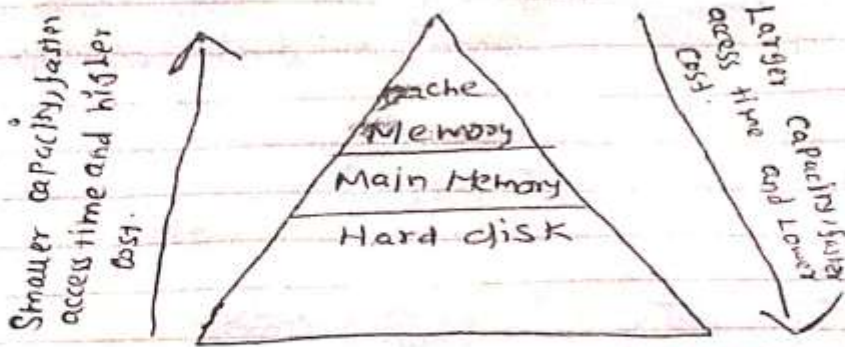 Smaller capacity, faster
access time and higher
cost.
Cache
Memory
Main Memory
Hard disk
Larger capacity, faster
access time and Lower
cost.